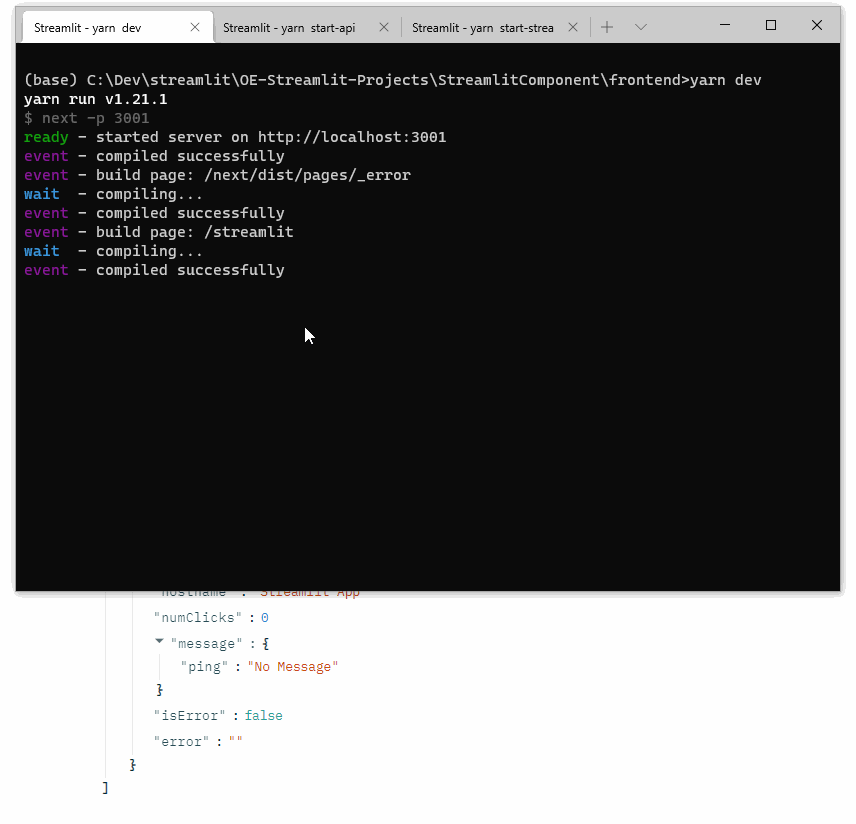 Streamlit - yarn  dev
Streamlit - yarn  start-api
Streamlit - yarn  start-strea
(base) C:\Dev\streamlit\OE-Streamlit-Projects\StreamlitComponent\frontend>yarn dev
yarn run v1.21.1
$ next -p 3001
ready - started server on http://localhost:3001
event - compiled successfully
event - build page: /next/dist/pages/_error
wait  - compiling...
event - compiled successfully
event - build page: /streamlit
wait  - compiling...
event - compiled successfully
"hostname" : "Streamlit App"
"numClicks" : 0
"message" : {
"ping" : "No Message"
}
"isError" : false
"error" : ""
}
]